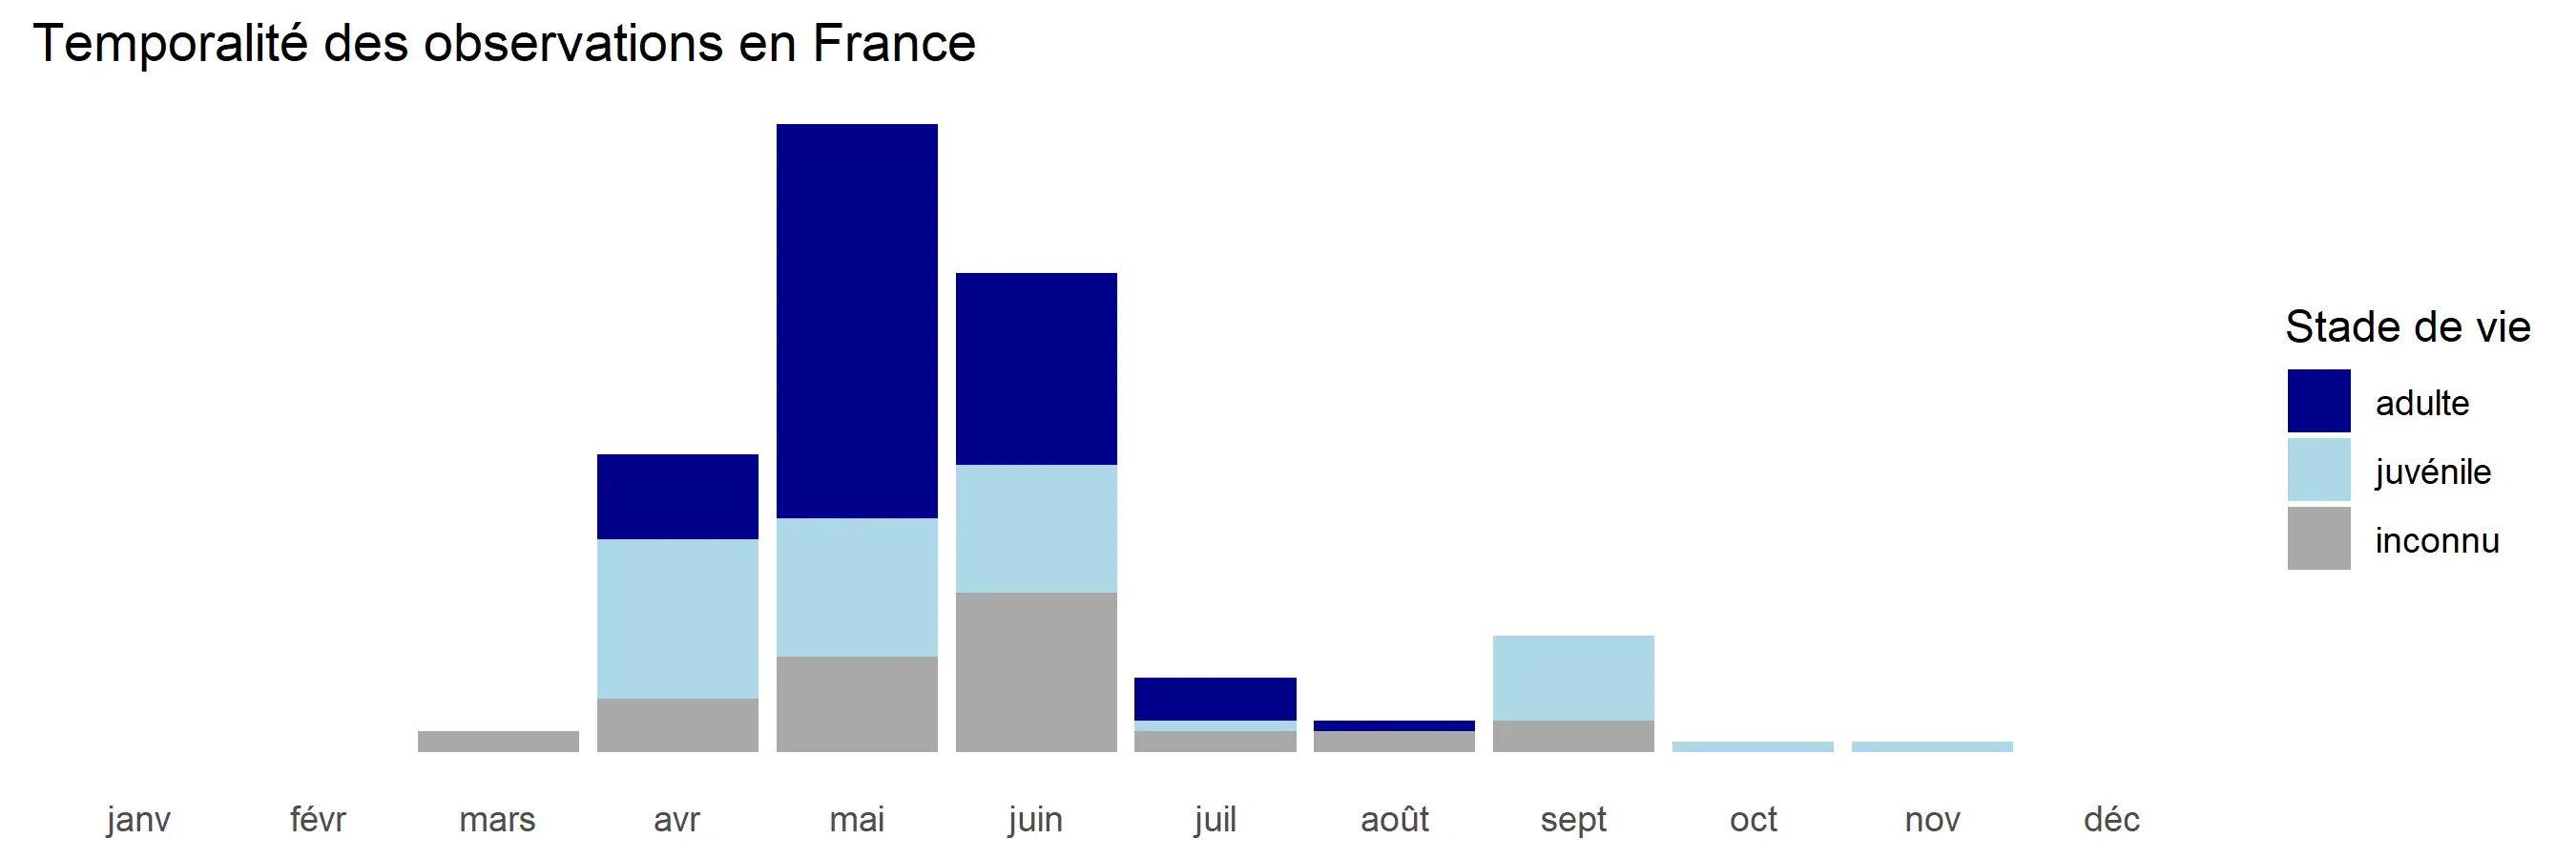 Temporalité des observations en France
Stade de vie
adulte
juvénile
inconnu
janv févr mars avr mai juin juil août sept oct nov déc